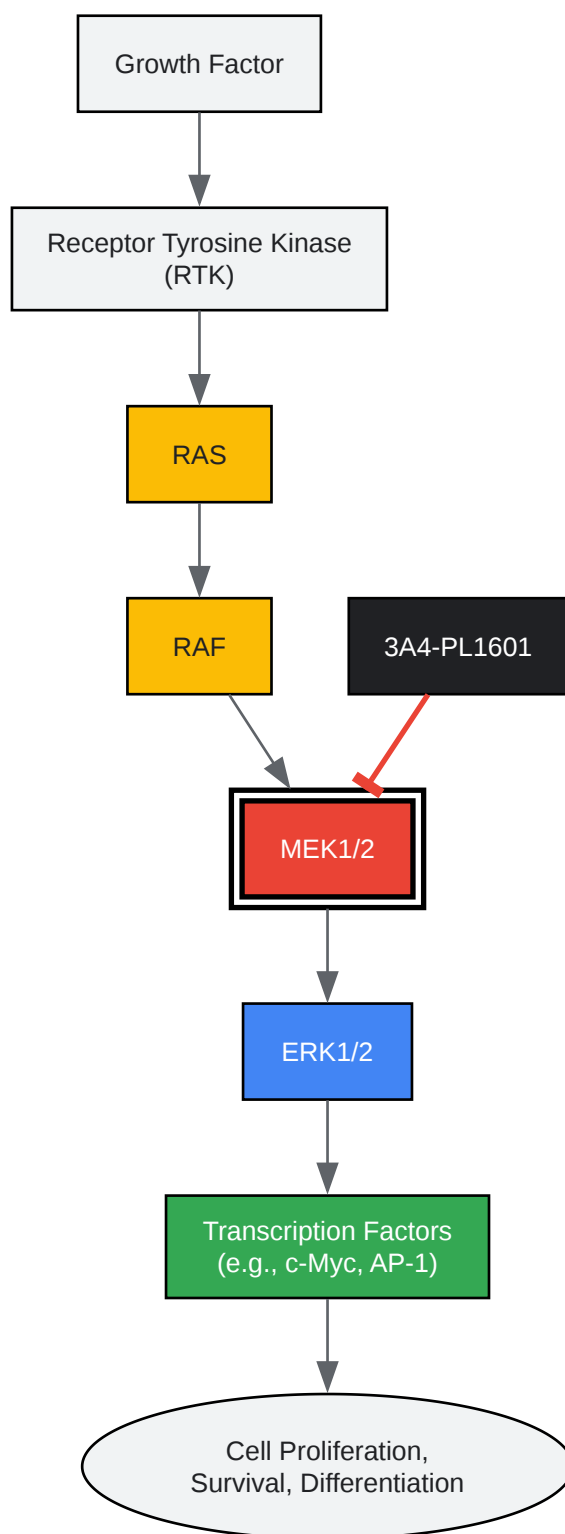 Growth Factor
Receptor Tyrosine Kinase
(RTK)
RAS
RAF
3A4-PL1601
MEK1/2
ERK1/2
Transcription Factors
(e.g., c-Myc, AP-1)
Cell Proliferation,
Survival, Differentiation